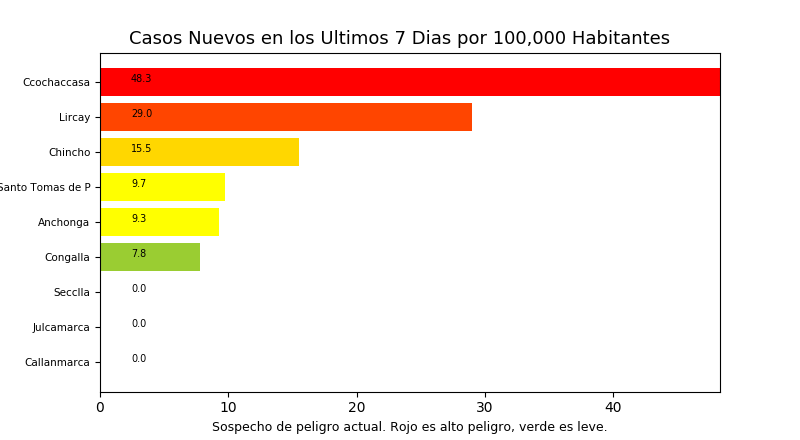 Casos Nuevos en los Ultimos 7 Dias por 100,000 Habitantes
Ccochaccasa 48.3
Lircay 29.0
Chincho 15.5
Santo Tomas de P 9.7
Anchonga 9.3
Congalla 7.8
Secclla 0.0
Julcamarca 0.0
Callanmarca 0.0
0 10 20 30 40
Sospecho de peligro actual. Rojo es alto peligro, verde es leve.